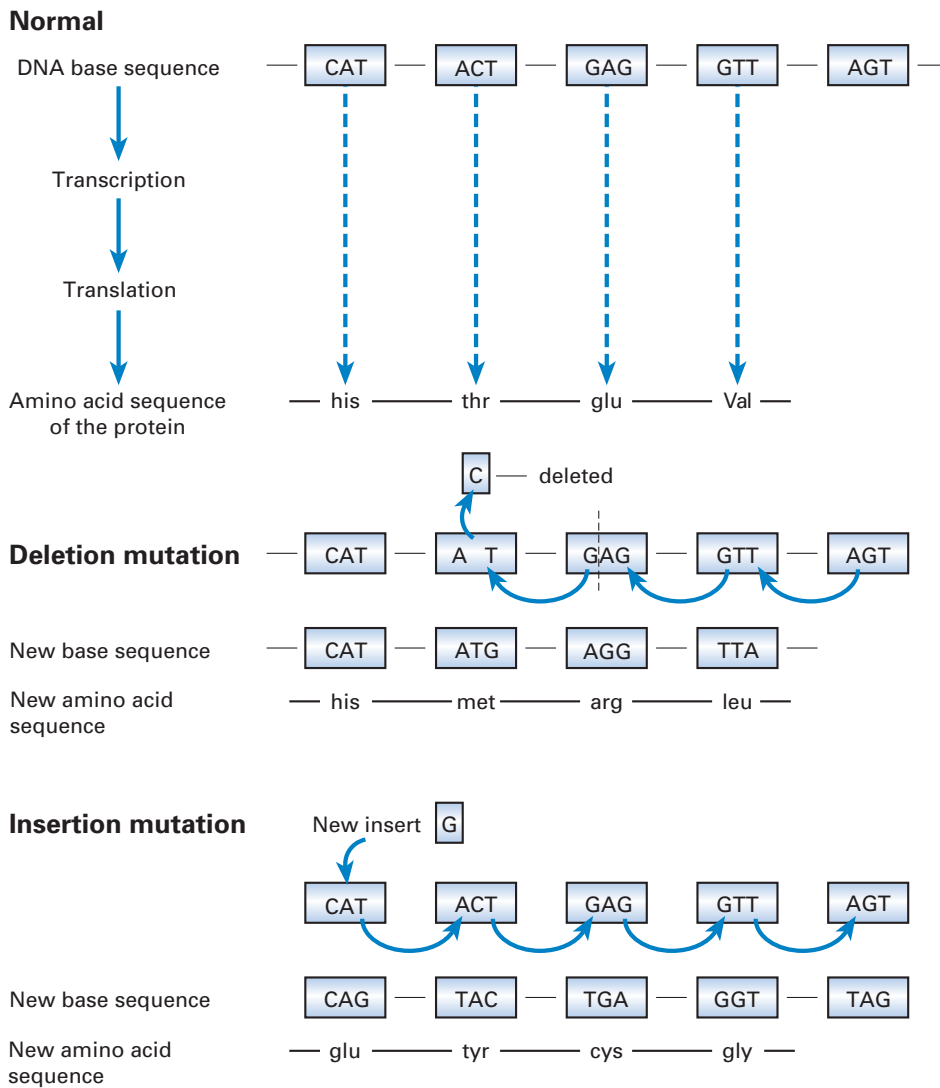 Normal
DNA base sequence CAT ACT GAG GTT AGT
Transcription
Translation
Amino acid sequence
of the protein
his thr glu Val
C deleted
Deletion mutation CAT A T GAG GTT AGT
New base sequence CAT ATG AGG TTA
New amino acid
sequence
his met arg leu
Insertion mutation New insert G
CAT ACT GAG GTT AGT
New base sequence CAG TAC TGA GGT TAG
New amino acid
sequence
glu tyr cys gly